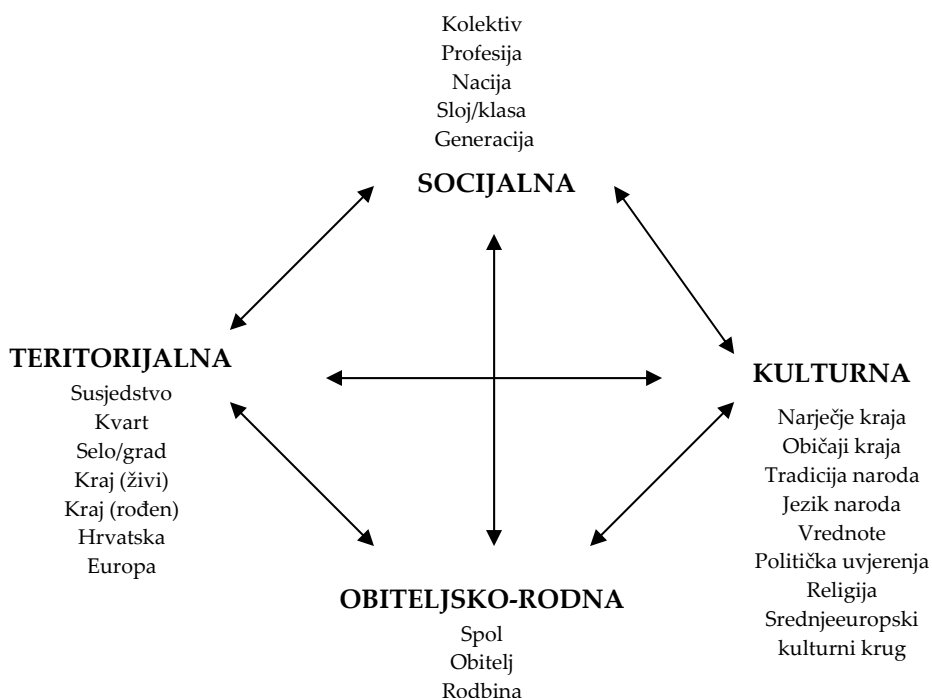 Kolektiv
Profesija
Nacija
Sloj/klasa
Generacija
SOCIJALNA
TERITORIJALNA
Susjedstvo
Kvart
Selo/grad
Kraj (živi)
Kraj (rođen)
Hrvatska
Europa
KULTURNA
Narječje kraja
Običaji kraja
Tradicija naroda
Jezik naroda
Vrednote
Politička uvjerenja
Religija
Srednjeeuropski
kulturni krug
OBITELJSKO-RODNA
Spol
Obitelj
Rodbina